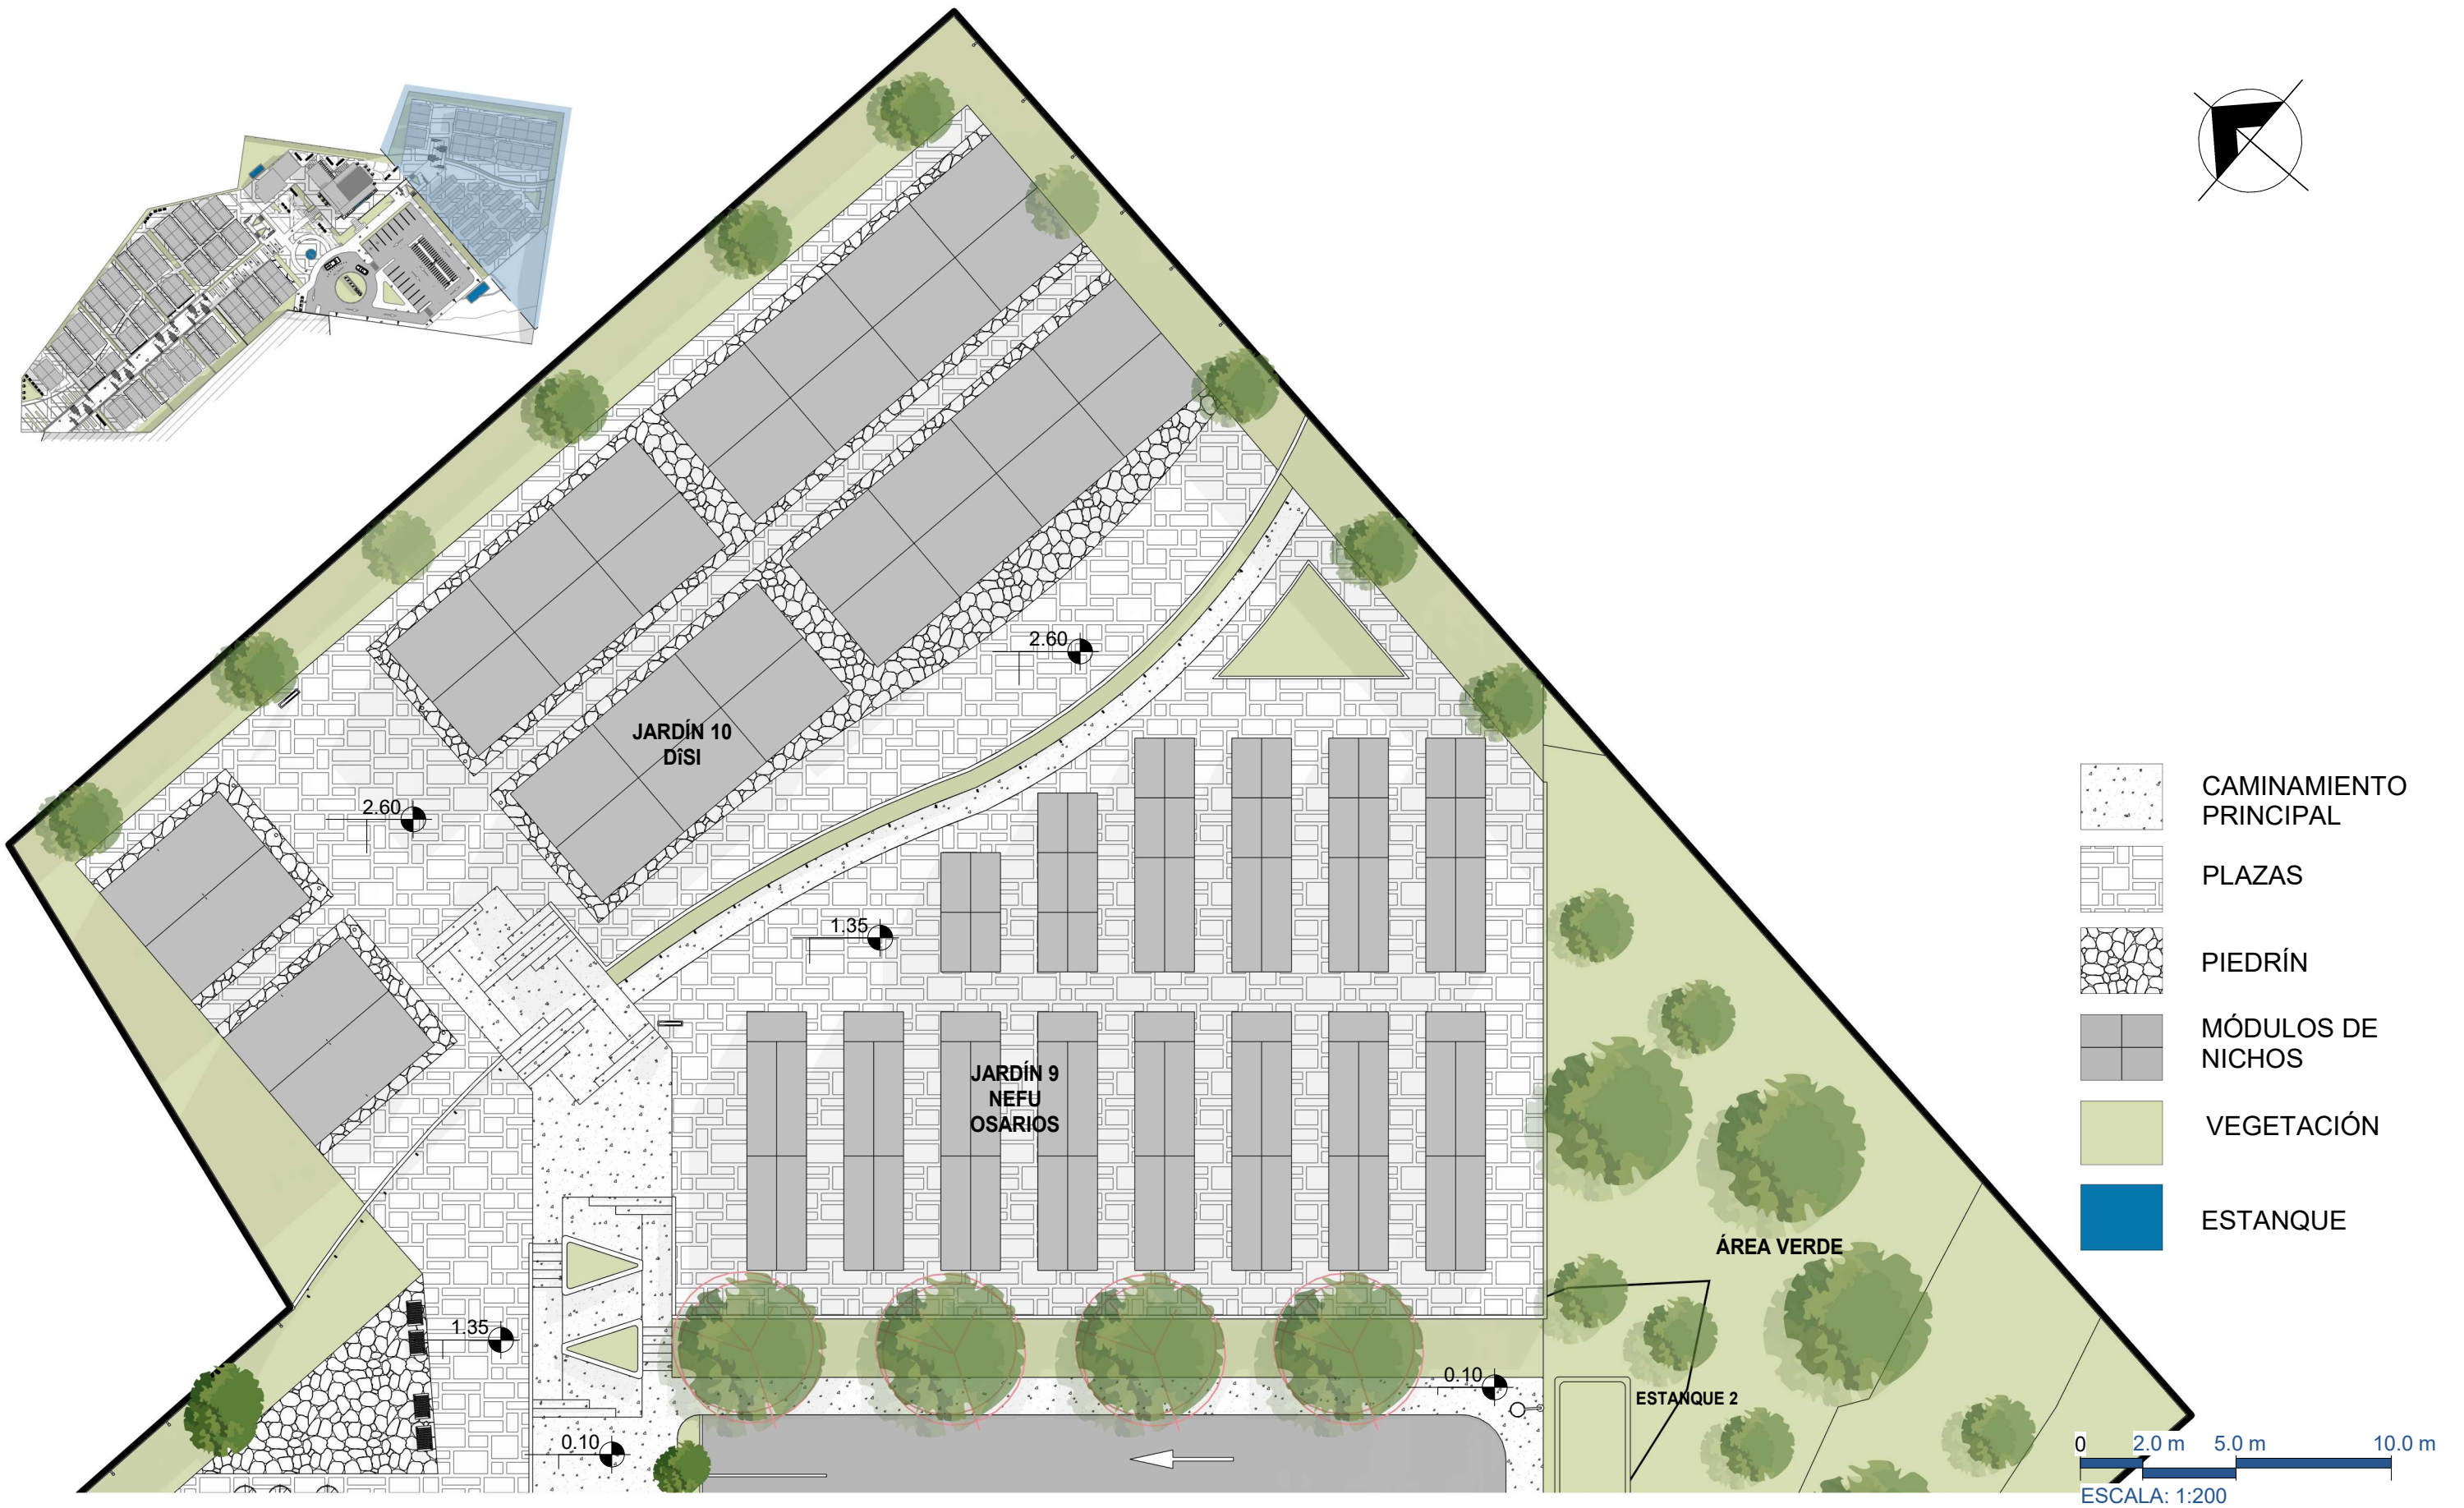 2.60
JARDÍN 10
DîSI
2.60
1.35
JARDÍN 9
NEFU
OSARIOS
ÁREA VERDE
1.35
0.10
ESTANQUE 2
0.10
CAMINAMIENTO
PRINCIPAL
PLAZAS
PIEDRÍN
MÓDULOS DE
NICHOS
VEGETACIÓN
ESTANQUE
0 2.0 m 5.0 m 10.0 m
ESCALA: 1:200